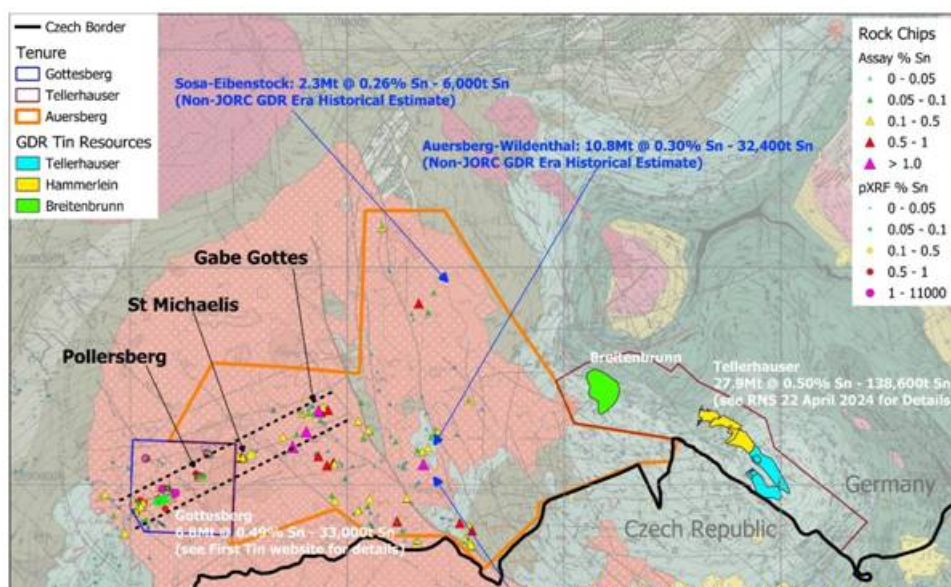 Czech Border
Tenure
Gottesberg
Tellerhauser
Auersberg
GDR Tin Resources
Tellerhauser
Hammerlein
Breitenbrunn
Sosa-Eibenstock: 2.3Mt @ 0.26% Sn - 6,000t Sn
(Non-JORC GDR Era Historical Estimate)
Auersberg-Wildenthal: 10.8Mt @ 0.30% Sn - 32,400t Sn
(Non-JORC GDR Era Historical Estimate)
Rock Chips
Assay % Sn
0 - 0.05
0.05 - 0.1
0.1 - 0.5
0.5 - 1
> 1.0
pXRF % Sn
0 - 0.05
0.05 - 0.1
0.1 - 0.5
0.5 - 1
1 - 11000
Gabe Gottes
St Michaelis
Pollersberg
Breitenbrunn
Tellerhauser
27.9Mt @ 0.50% Sn - 138,600t Sn
(see RNS 22 April 2024 for Details
Gottesberg
6.8Mt @ 0.49% Sn - 33,000t Sn
(see First Tin website for details)
Germany
Czech Republic